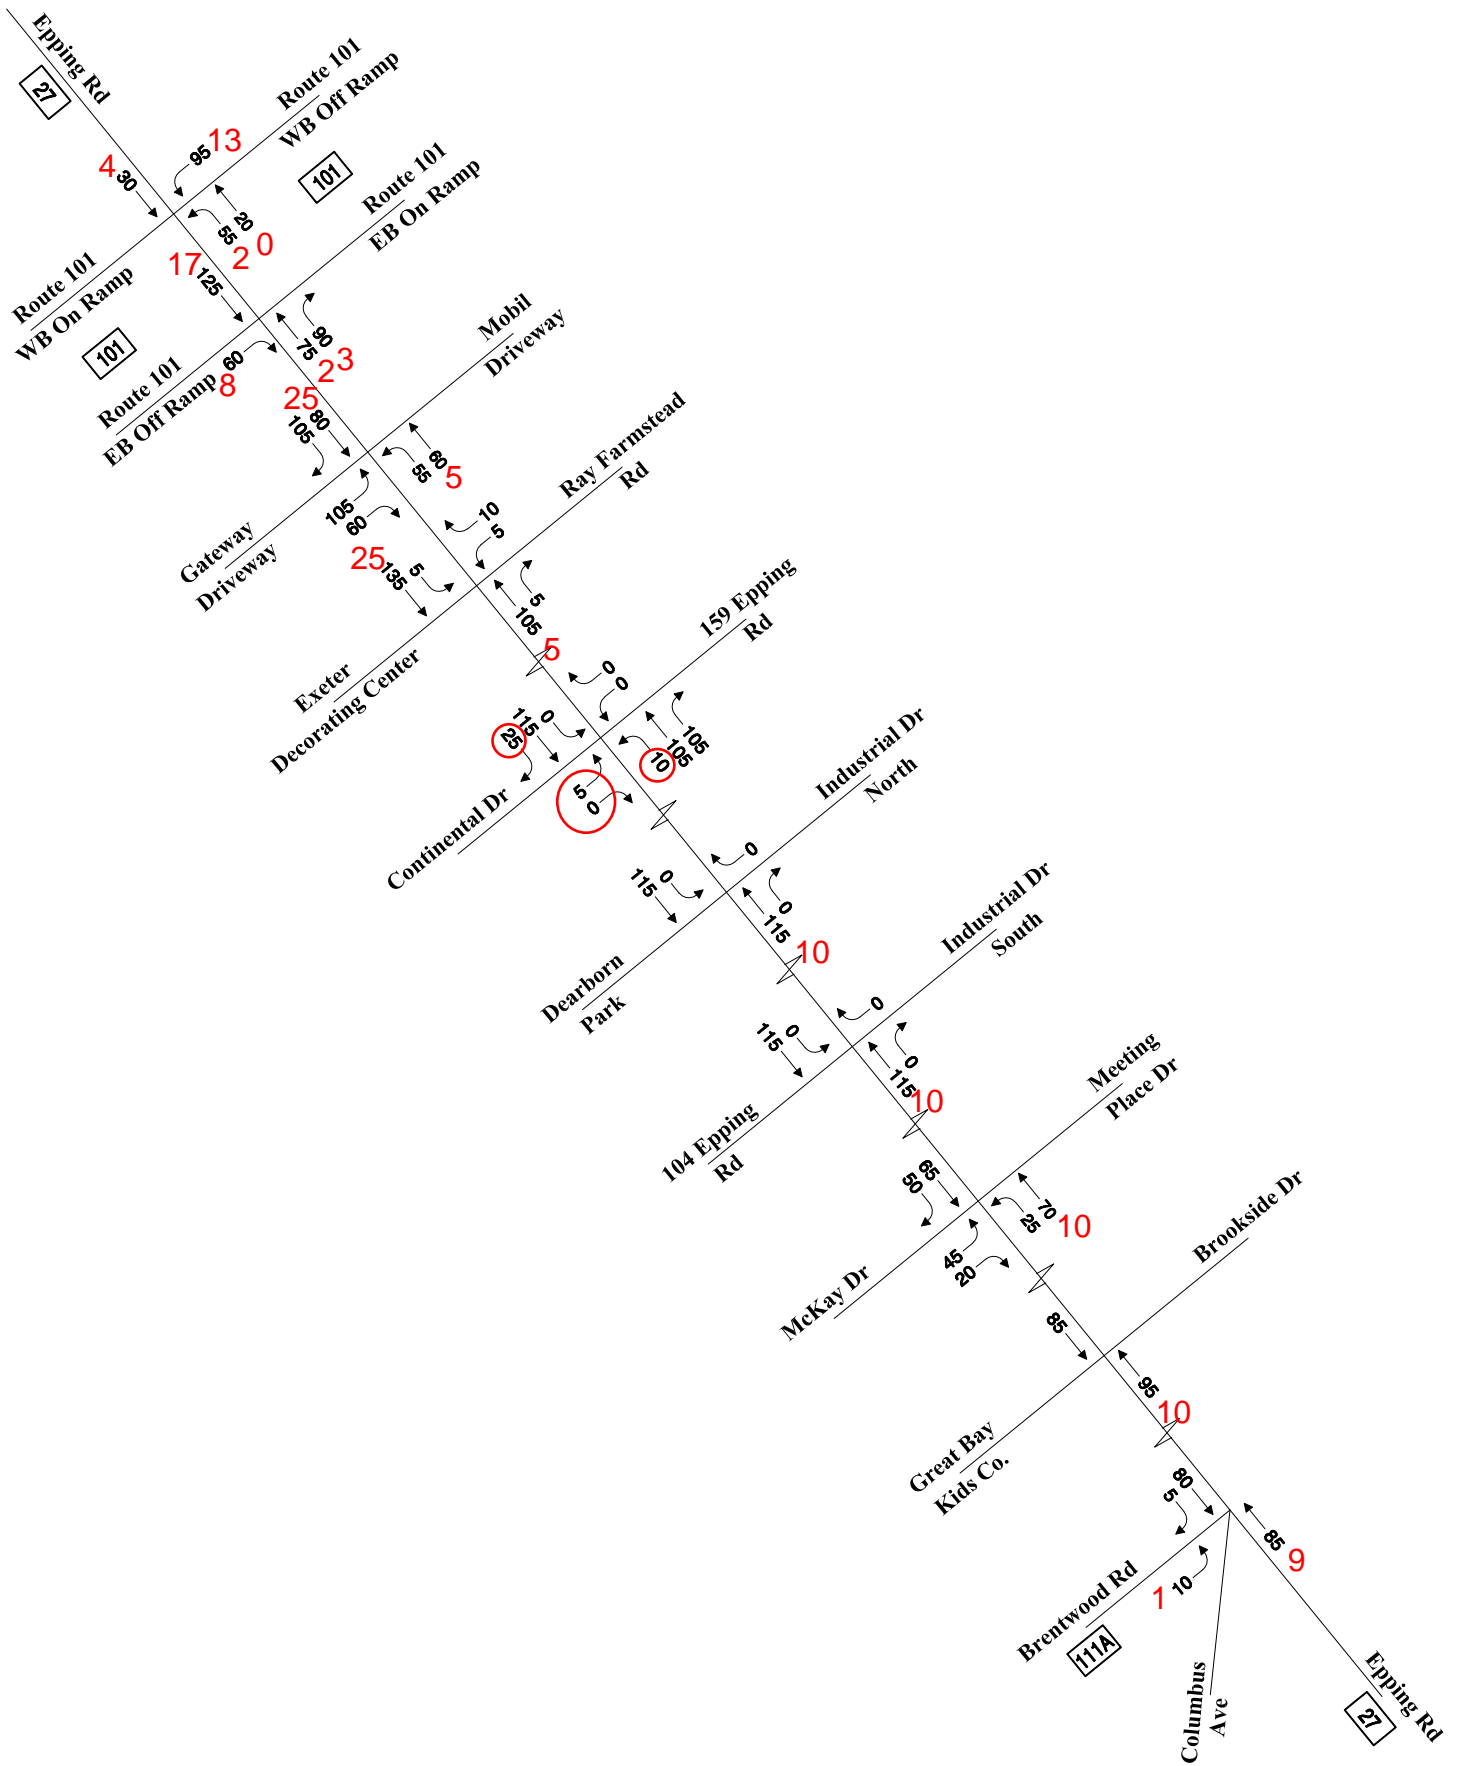 Epping Rd
27
Route 101
WB Off Ramp
95
13
4
30
101
20
55
0
2
Route 101
EB On Ramp
17
125
Route 101
WB On Ramp
101
90
75
3
2
60
8
Route 101
EB Off Ramp
25
80
105
Mobil
Driveway
60
55
5
105
60
Gateway
Driveway
10
5
Ray Farmstead
Rd
25
135
5
5
105
5
Exeter
Decorating Center
0
0
159 Epping
Rd
115
0
25
105
105
10
5
0
Continental Dr
Industrial Dr
North
0
115
0
0
115
10
Dearborn
Park
Industrial Dr
South
0
115
0
0
115
10
104 Epping
Rd
Meeting
Place Dr
65
50
70
25
10
45
20
McKay Dr
Brookside Dr
85
95
10
Great Bay
Kids Co.
80
5
85
9
1
10
Brentwood Rd
111A
Columbus
Ave
Epping Rd
27